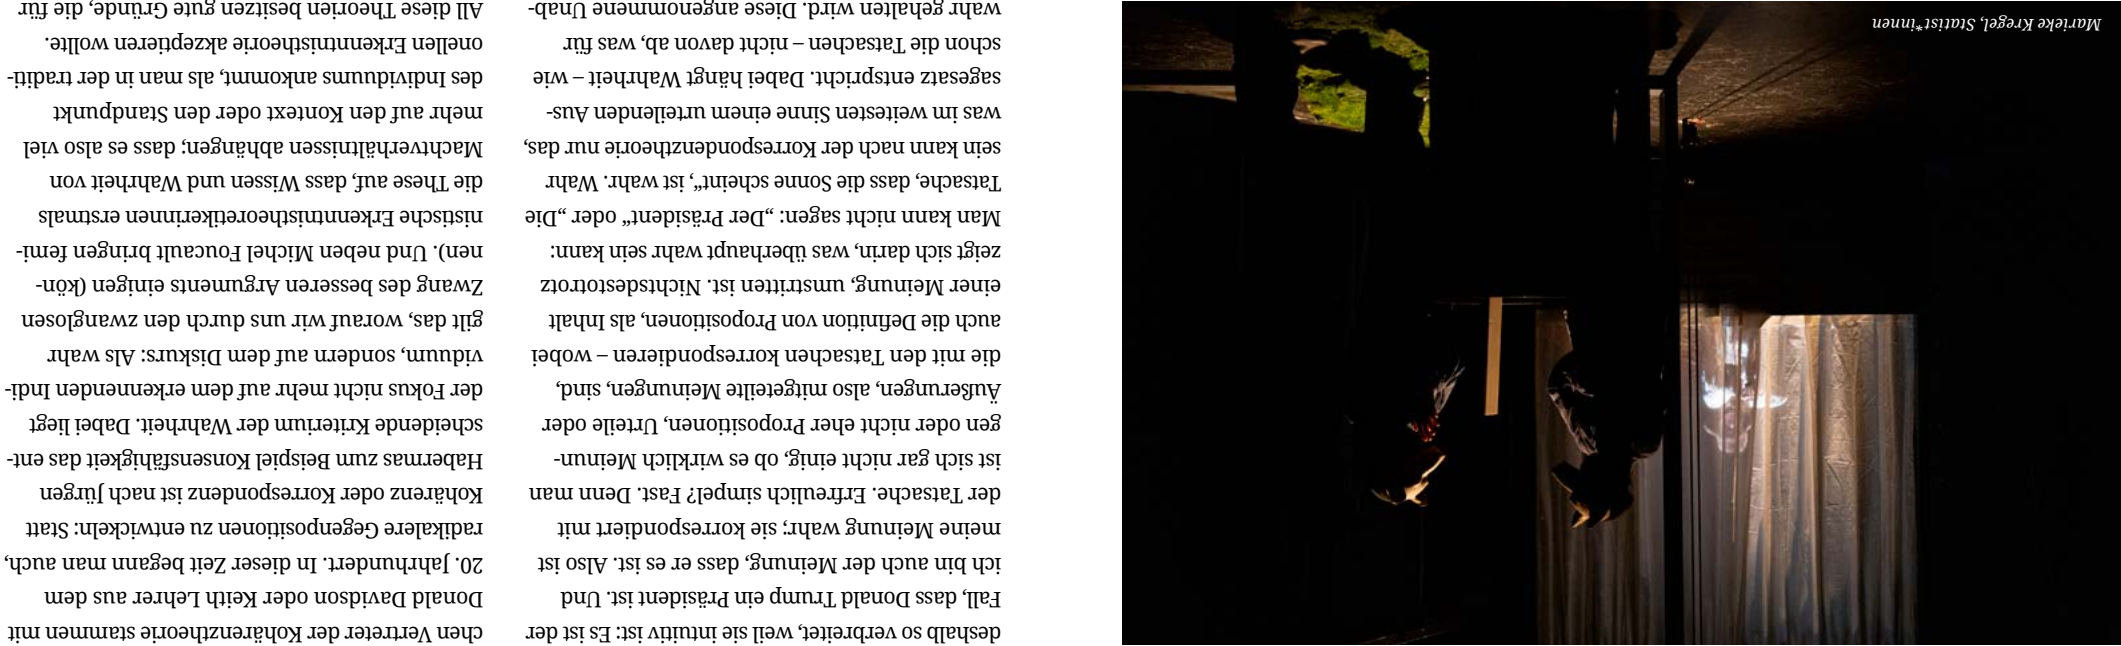 Marieke Kregel, Statist*innen
deshalb so verbreitet, weil sie intuitiv ist: Es ist der
Fall, dass Donald Trump ein Präsident ist. Und
ich bin auch der Meinung, dass er es ist. Also ist
meine Meinung wahr; sie korrespondiert mit
der Tatsache. Erfreulich simpel? Fast. Denn man
ist sich gar nicht einig, ob es wirklich Meinun-
gen oder nicht eher Propositionen, Urteile oder
Äußerungen, also mitgeteilte Meinungen, sind,
die mit den Tatsachen korrespondieren – wobei
auch die Definition von Propositionen, als Inhalt
einer Meinung, umstritten ist. Nichtsdestotrotz
zeigt sich darin, was überhaupt wahr sein kann:
Man kann nicht sagen: „Der Präsident“ oder „Die
Tatsache, dass die Sonne scheint“, ist wahr. Wahr
sein kann nach der Korrespondenztheorie nur das,
was im weitesten Sinne einem urteilenden Aus-
sagesatz entspricht. Dabei hängt Wahrheit – wie
schon die Tatsachen – nicht davon ab, was für
wahr gehalten wird. Diese angenommene Unab-
chen Vertreter der Kohärenztheorie stammen mit
Donald Davidson oder Keith Lehrer aus dem
20. Jahrhundert. In dieser Zeit begann man auch,
radikalere Gegenpositionen zu entwickeln: Statt
Kohärenz oder Korrespondenz ist nach Jürgen
Habermas zum Beispiel Konsensfähigkeit das ent-
scheidende Kriterium der Wahrheit. Dabei liegt
der Fokus nicht mehr auf dem erkennenden Indi-
viduum, sondern auf dem Diskurs: Als wahr
gilt das, worauf wir uns durch den zwanglosen
Zwang des besseren Arguments einigen (kön-
nen). Und neben Michel Foucault bringen femi-
nistische Erkenntnistheoretikerinnen erstmals
die These auf, dass Wissen und Wahrheit von
Machtverhältnissen abhängen; dass es also viel
mehr auf den Kontext oder den Standpunkt
des Individuums ankommt, als man in der traditi-
onellen Erkenntnistheorie akzeptieren wollte.
All diese Theorien besitzen gute Gründe, die für